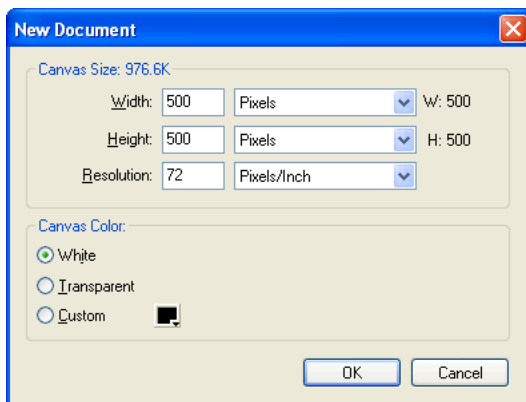 New Document
Canvas Size: 976.6K
Width: 500 Pixels W: 500
Height: 500 Pixels H: 500
Resolution: 72 Pixels/Inch
Canvas Color:
White
Transparent
Custom
OK Cancel